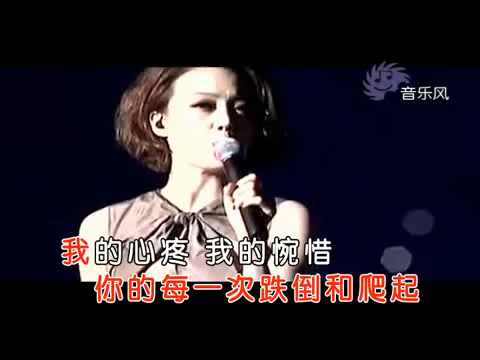 音乐风
我的心疼 我的惋惜
你的每一次跌倒和爬起